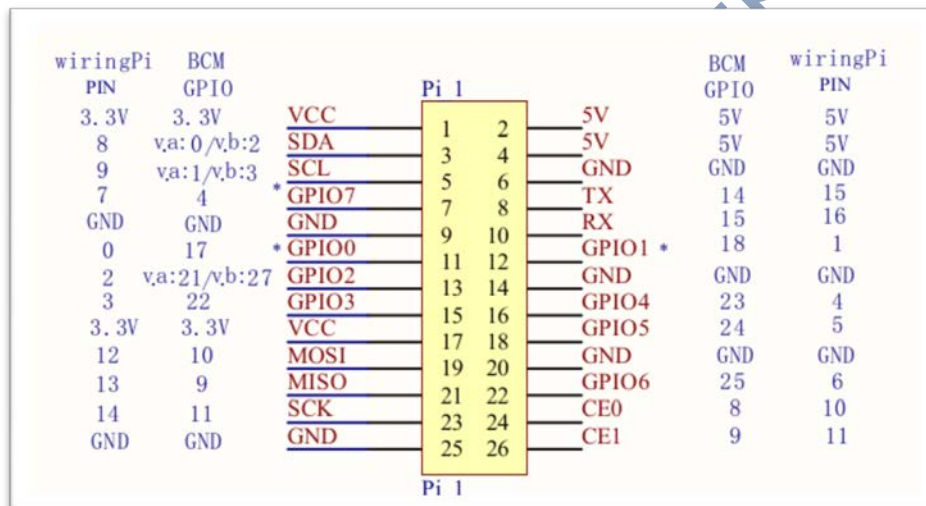 wiringPi BCM BCM wiringPi
PIN GPIO Pi 1 GPIO PIN
3.3V 3.3V VCC 1 2 5V 5V 5V
8 v.a:0/v.b:2 SDA 3 4 5V 5V 5V
9 v.a:1/v.b:3 SCL 5 6 GND GND GND
7 4 * GPIO7 7 8 TX 14 15
GND GND GND 9 10 RX 15 16
0 17 * GPIO0 11 12 GPIO1 * 18 1
2 v.a:21/v.b:27 GPIO2 13 14 GND GND GND
3 22 GPIO3 15 16 GPIO4 23 4
3.3V 3.3V VCC 17 18 GPIO5 24 5
12 10 MOSI 19 20 GND GND GND
13 9 MISO 21 22 GPIO6 25 6
14 11 SCK 23 24 CE0 8 10
GND GND GND 25 26 CE1 9 11
Pi 1